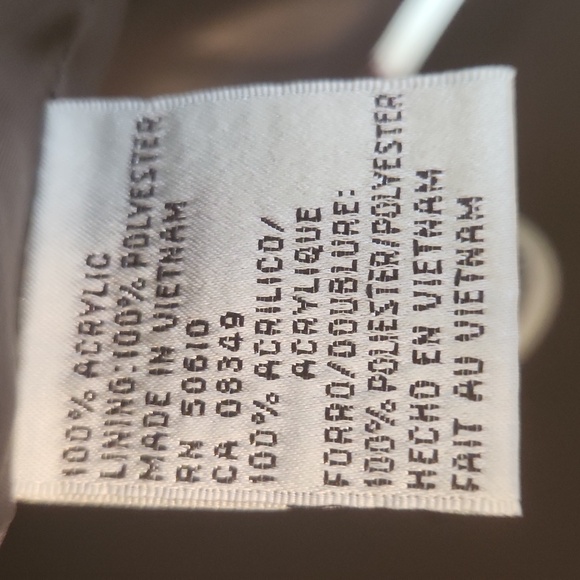 100% ACRYLIC
LINING:100% POLYESTER
MADE IN VIETNAM
RN 50610
CA 08349
100% ACRILICO/
ACRYLIQUE
FORRO/DOUBLURE:
100% POLIESTER/POLYESTER
HECHO EN VIETNAM
FAIT AU VIETNAM